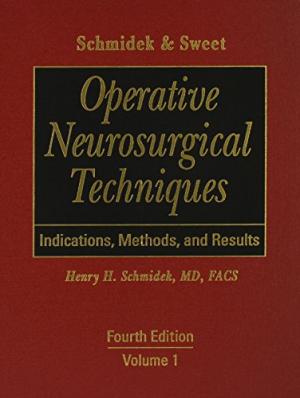 Schmidek & Sweet
Operative
Neurosurgical
Techniques
Indications, Methods, and Results
Henry H. Schmidek, MD, FACS
Fourth Edition
Volume 1